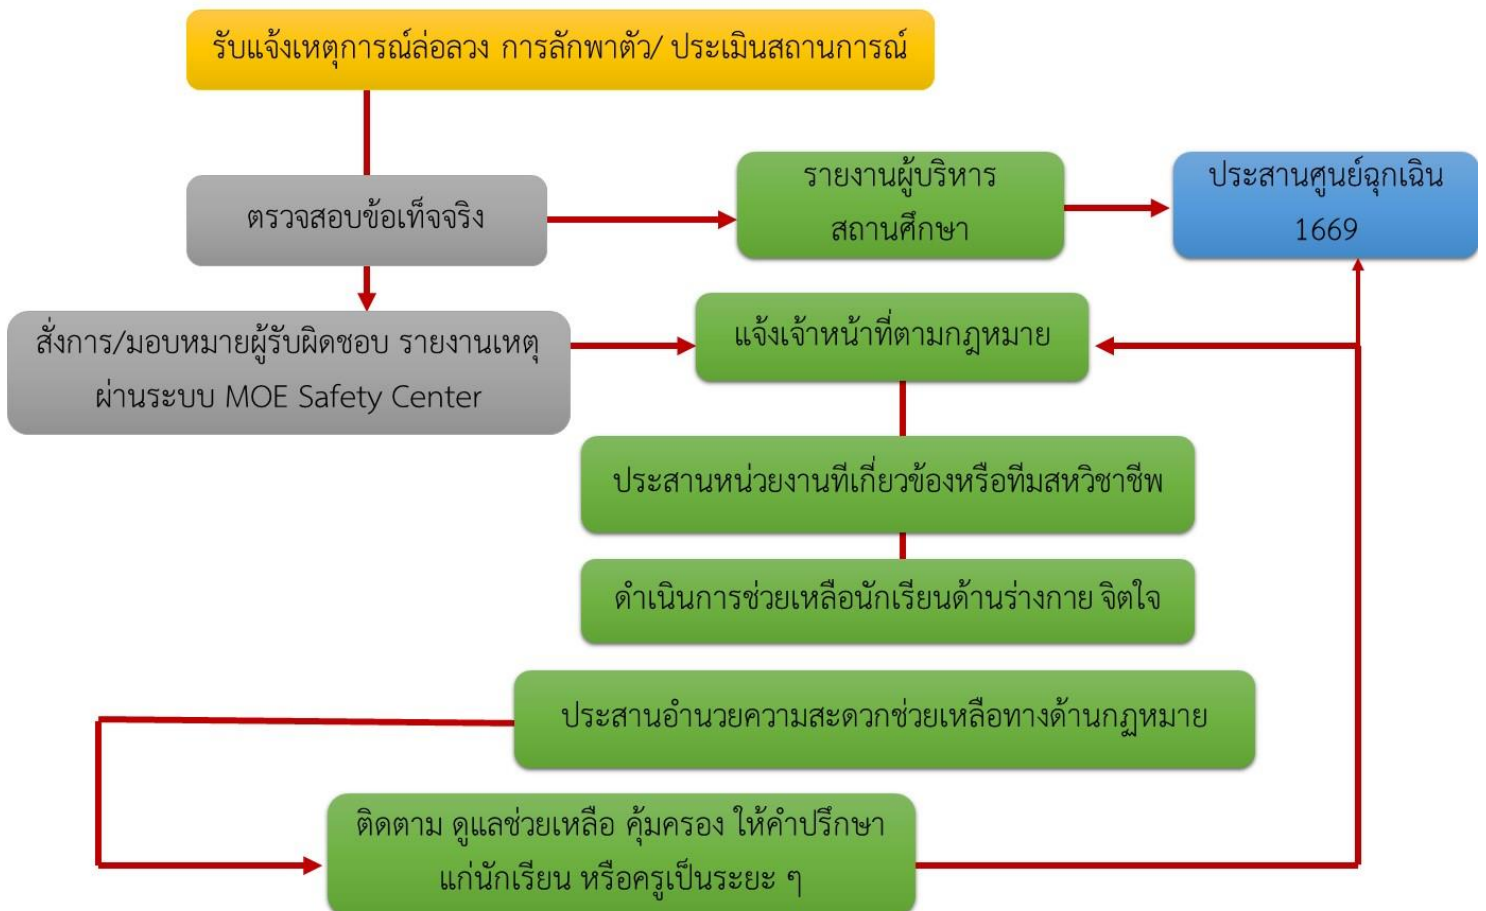 รับแจ้งเหตุการณ์ล่อลวง การลักพาตัว/ ประเมินสถานการณ์
ตรวจสอบข้อเท็จจริง
รายงานผู้บริหาร
สถานศึกษา
ประสานศูนย์ฉุกเฉิน
1669
สั่งการ/มอบหมายผู้รับผิดชอบ รายงานเหตุ
ผ่านระบบ MOE Safety Center
แจ้งเจ้าหน้าที่ตามกฎหมาย
ประสานหน่วยงานทีเกี่ยวข้องหรือทีมสหวิชาชีพ
ดำเนินการช่วยเหลือนักเรียนด้านร่างกาย จิตใจ
ประสานอำนวยความสะดวกช่วยเหลือทางด้านกฏหมาย
ติดตาม ดูแลช่วยเหลือ คุ้มครอง ให้คำปรึกษา
แก่นักเรียน หรือครูเป็นระยะ ๆ